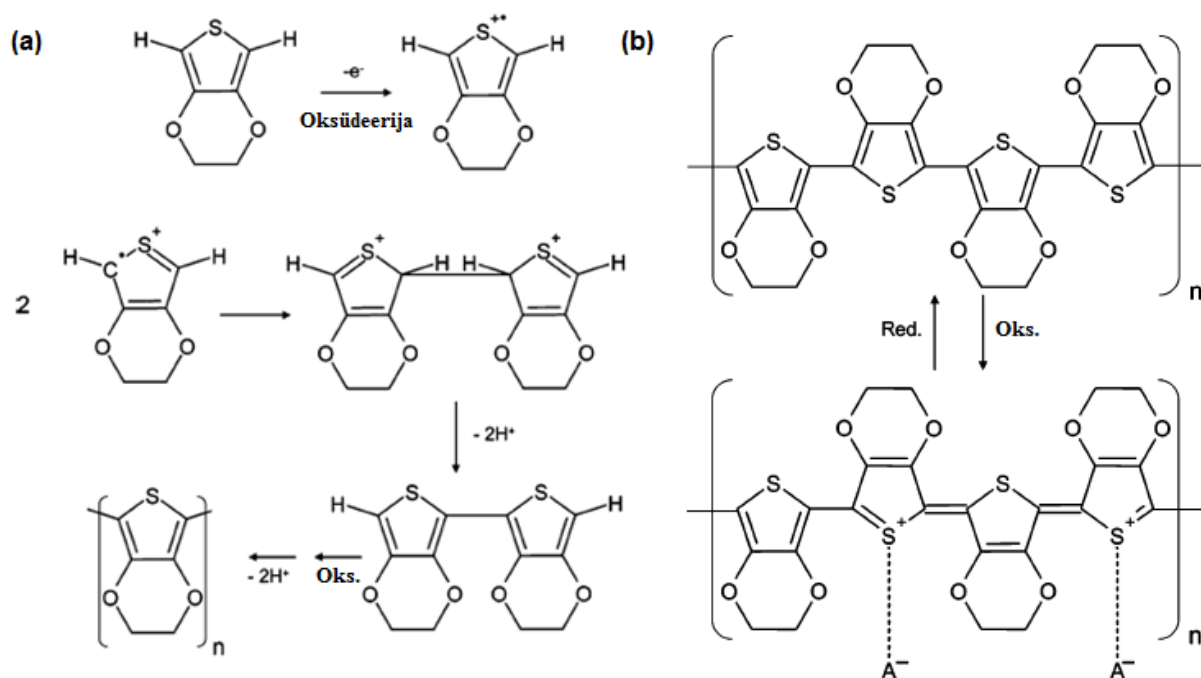 (a)
H S H
O O
-e-
Oksüdeerija
S+•
H H
O O
2
H C• S+ H
O O
H S+ H H S+ H
O O O O
- 2H+
H S S H
O O O O
Oks.
- 2H+
S
O O
n
(b)
O O O O
S S
S S
O O O O
n
Red. Oks.
O O O O
S S
S+ S+
O O O O
n
A− A−